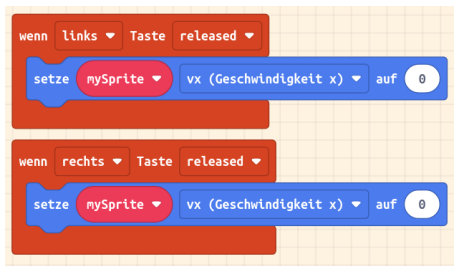 wenn links Taste released
setze mySprite vx (Geschwindigkeit x) auf 0
wenn rechts Taste released
setze mySprite vx (Geschwindigkeit x) auf 0